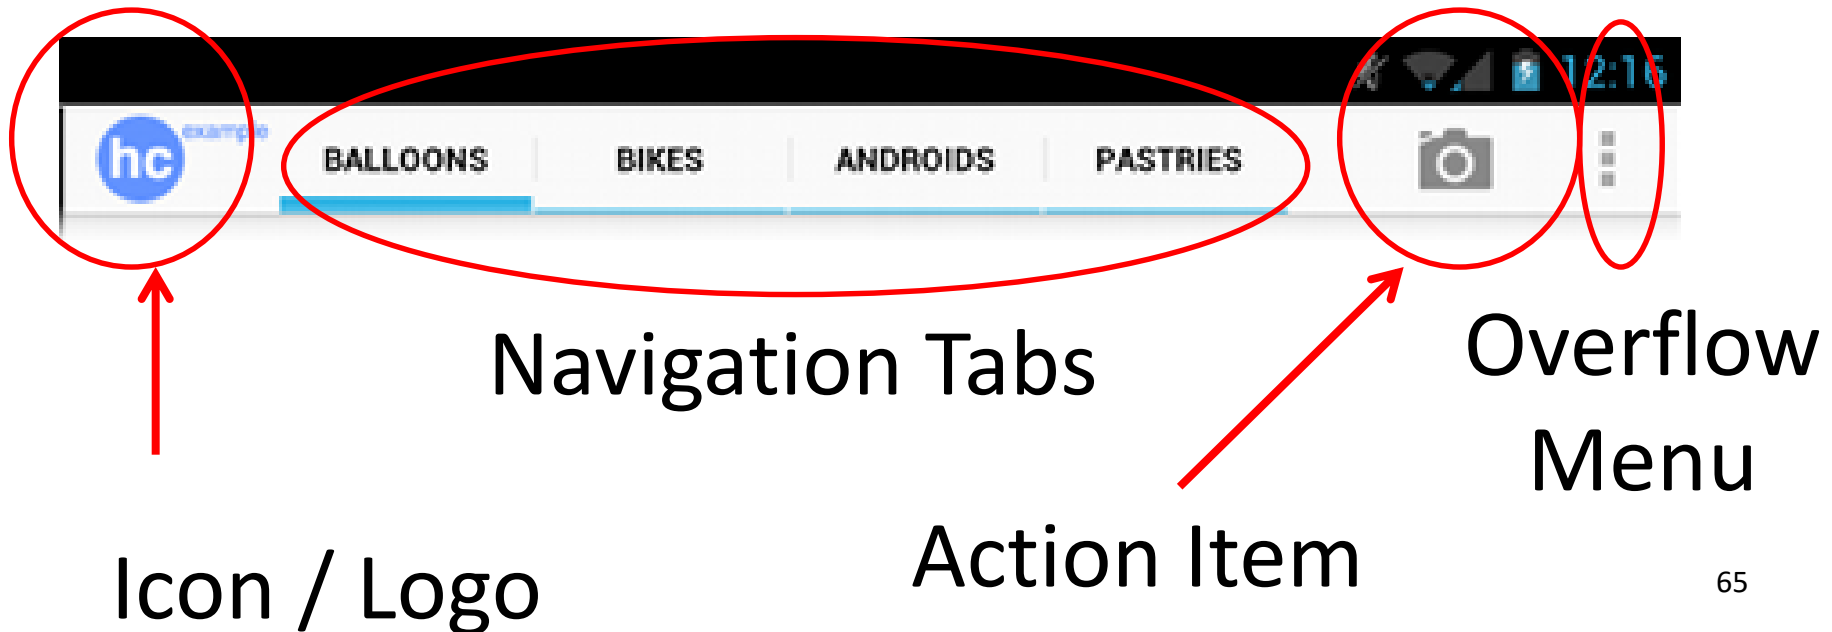 12:16
hc example
BALLOONS BIKES ANDROIDS PASTRIES
Navigation Tabs
Overflow
Menu
Action Item
Icon / Logo
65